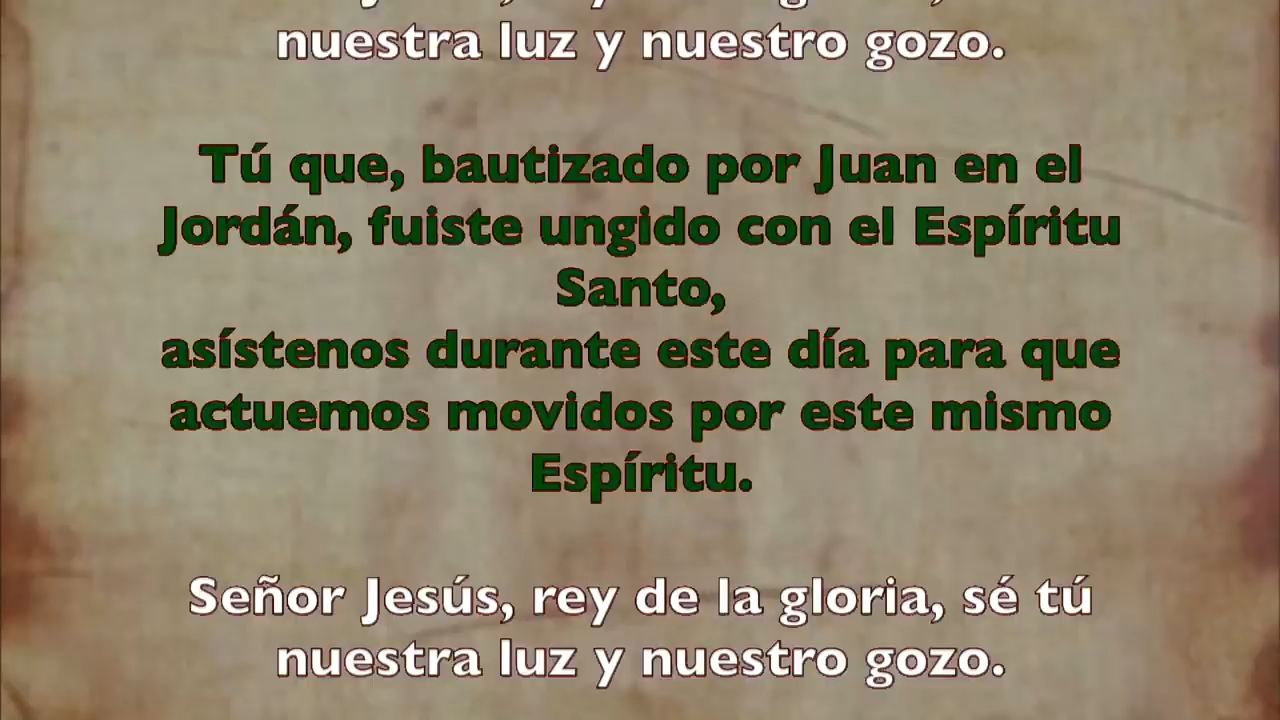 nuestra luz y nuestro gozo.
Tú que, bautizado por Juan en el
Jordán, fuiste ungido con el Espíritu
Santo,
asístenos durante este día para que
actuemos movidos por este mismo
Espíritu.
Señor Jesús, rey de la gloria, sé tú
nuestra luz y nuestro gozo.